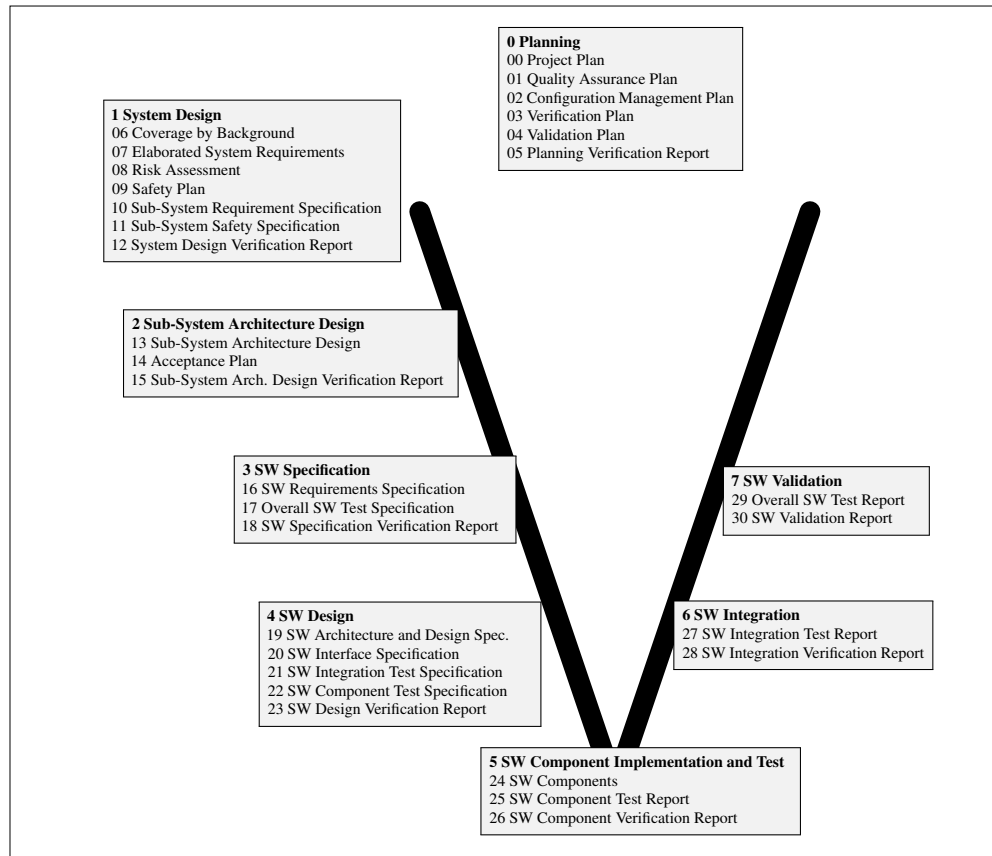 0 Planning
00 Project Plan
01 Quality Assurance Plan
02 Configuration Management Plan
03 Verification Plan
04 Validation Plan
05 Planning Verification Report
1 System Design
06 Coverage by Background
07 Elaborated System Requirements
08 Risk Assessment
09 Safety Plan
10 Sub-System Requirement Specification
11 Sub-System Safety Specification
12 System Design Verification Report
2 Sub-System Architecture Design
13 Sub-System Architecture Design
14 Acceptance Plan
15 Sub-System Arch. Design Verification Report
3 SW Specification
16 SW Requirements Specification
17 Overall SW Test Specification
18 SW Specification Verification Report
7 SW Validation
29 Overall SW Test Report
30 SW Validation Report
4 SW Design
19 SW Architecture and Design Spec.
20 SW Interface Specification
21 SW Integration Test Specification
22 SW Component Test Specification
23 SW Design Verification Report
6 SW Integration
27 SW Integration Test Report
28 SW Integration Verification Report
5 SW Component Implementation and Test
24 SW Components
25 SW Component Test Report
26 SW Component Verification Report